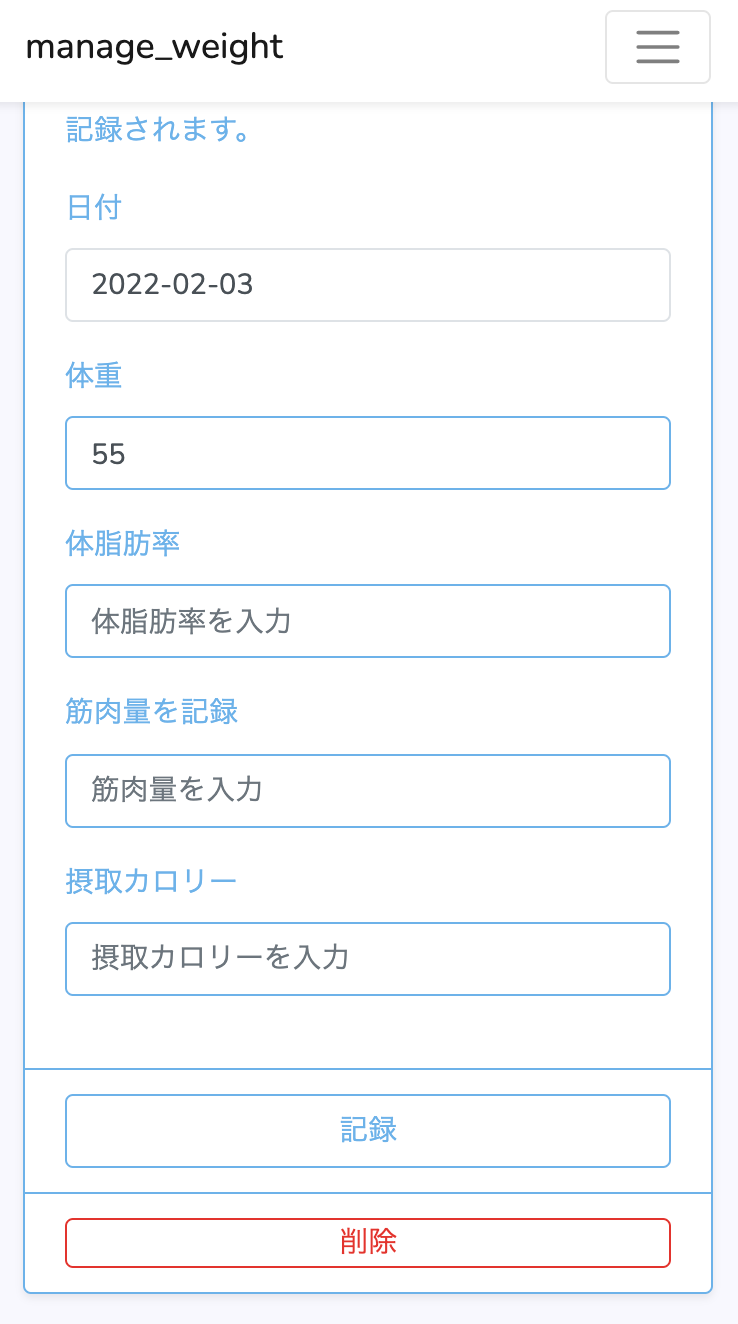 manage_weight
記録されます。
日付
2022-02-03
体重
55
体脂肪率
体脂肪率を入力
筋肉量を記録
筋肉量を入力
摂取カロリー
摂取カロリーを入力
記録
削除